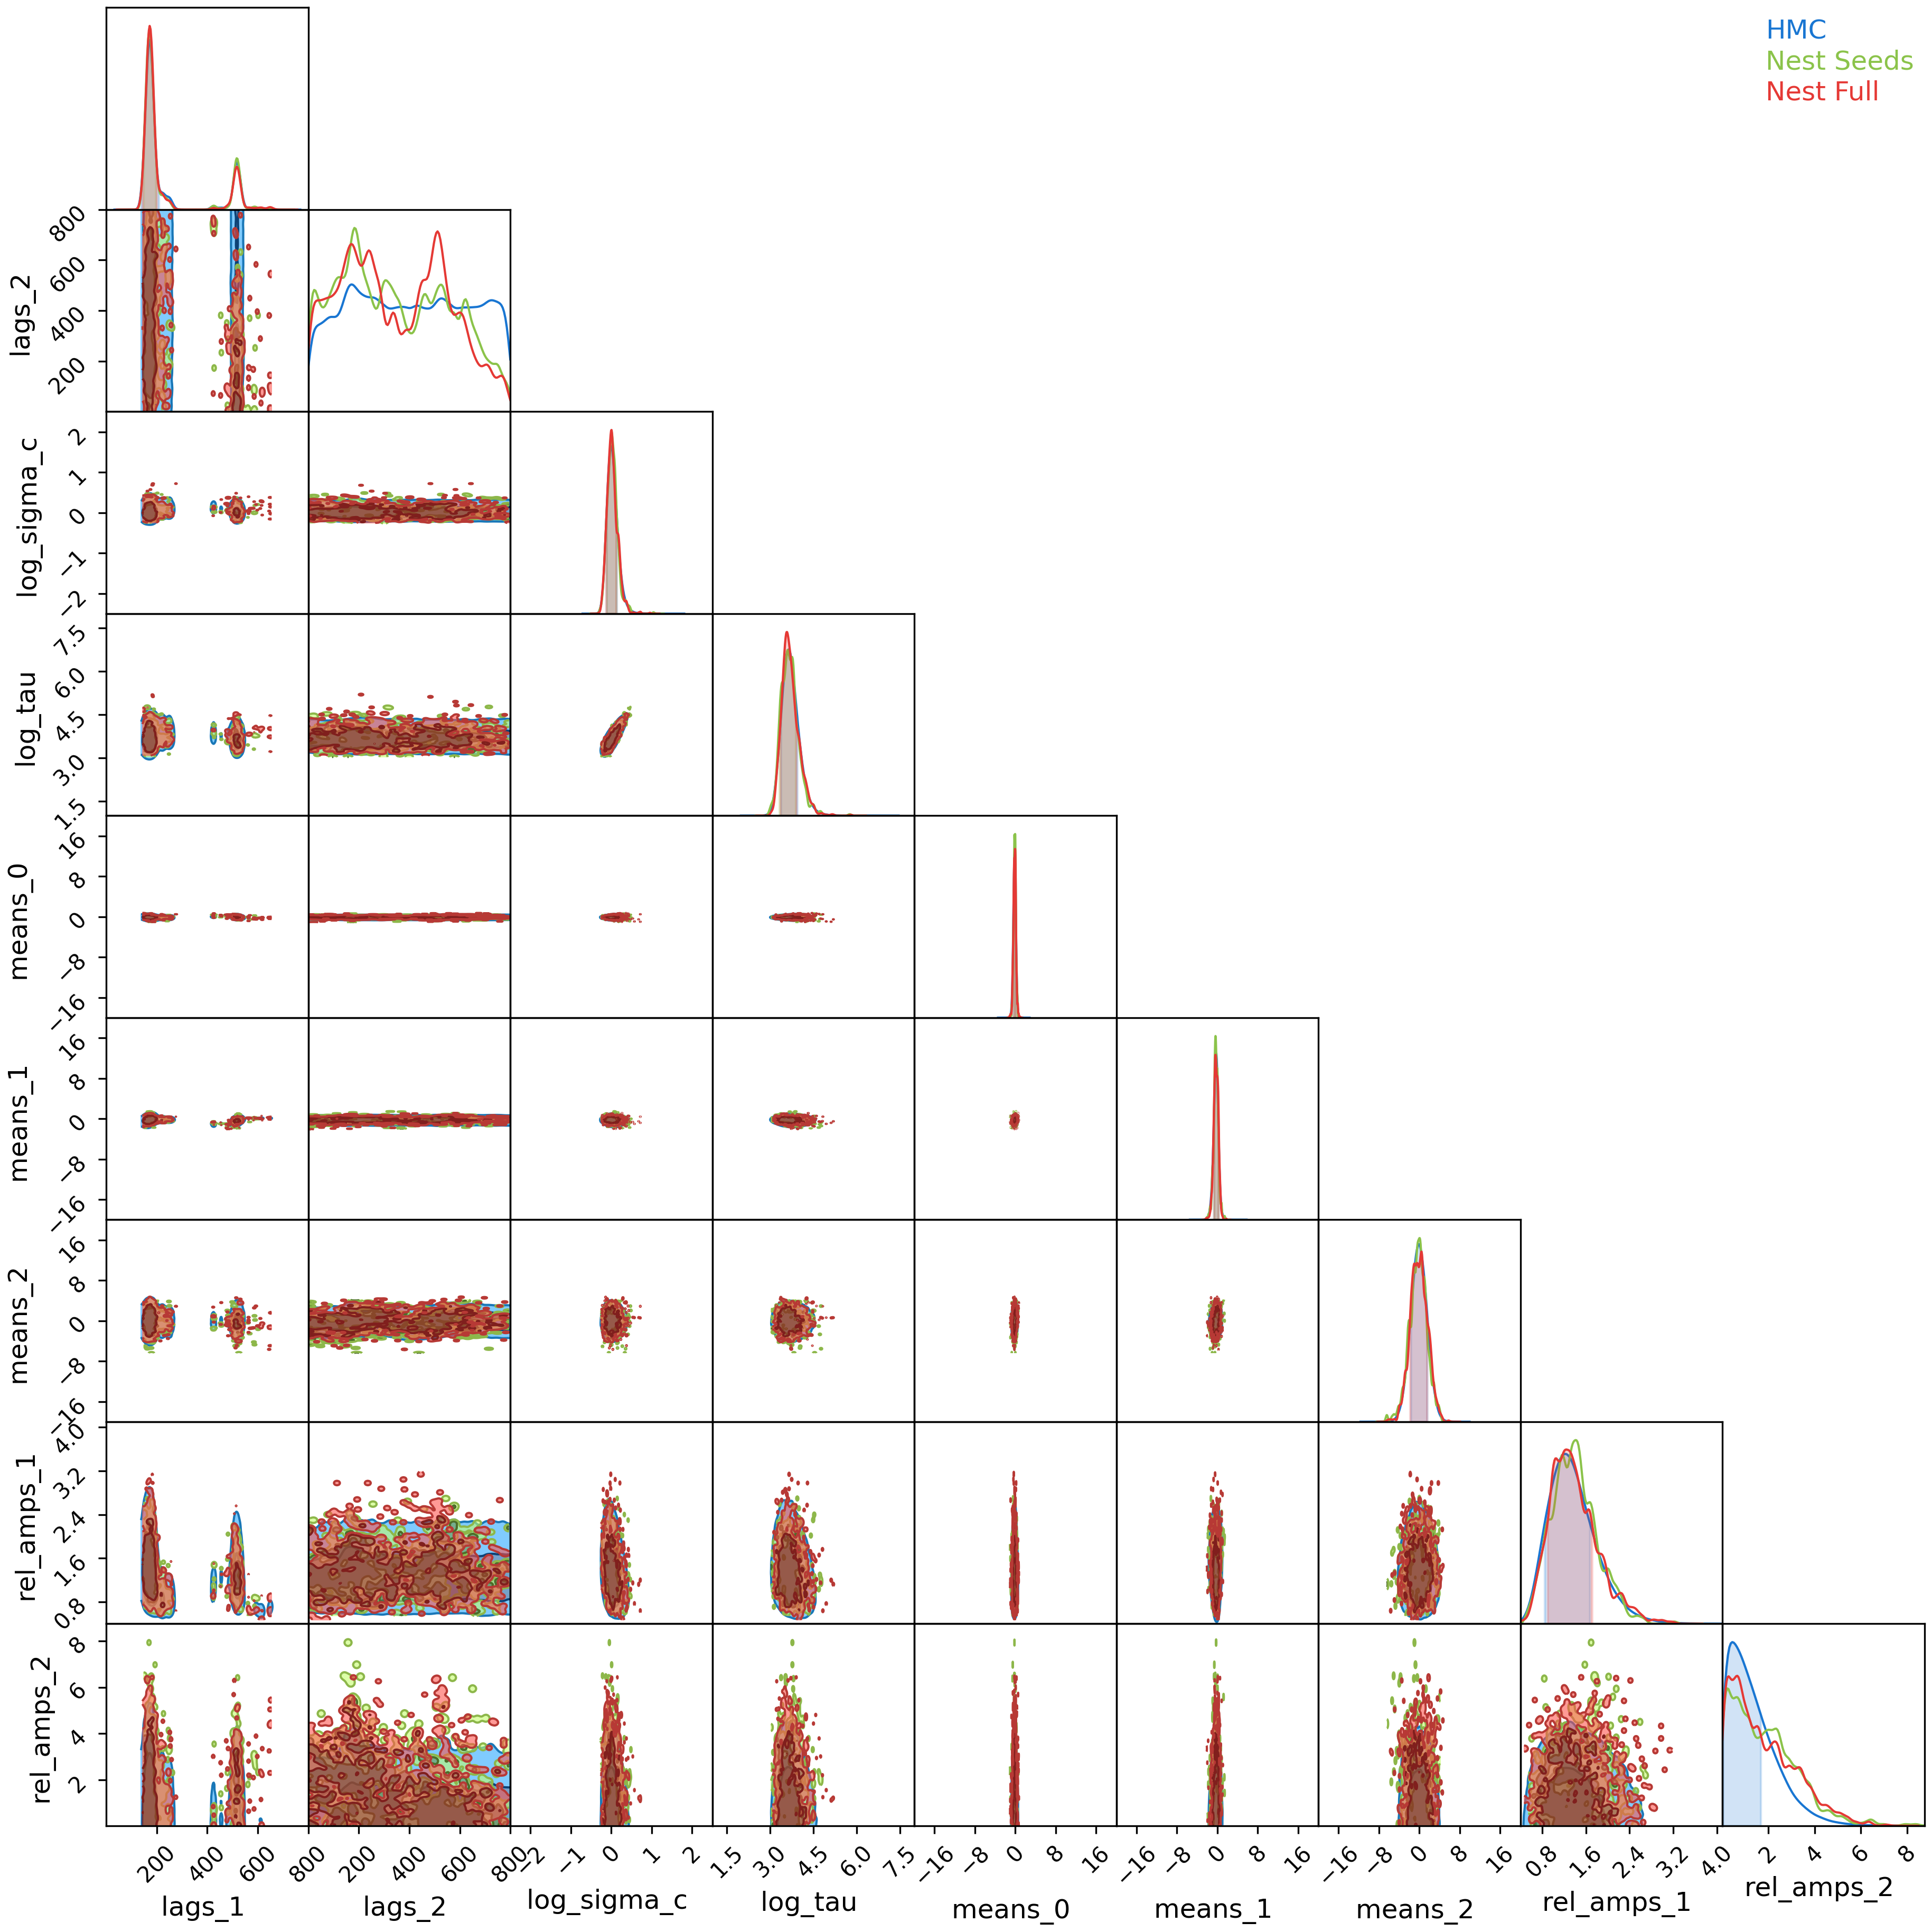 HMC
Nest Seeds
Nest Full
800
600
400
200
lags_2
2
1
0
−1
−2
log_sigma_c
7.5
6.0
4.5
3.0
1.5
log_tau
16
8
0
−8
−16
means_0
16
8
0
−8
−16
means_1
16
8
0
−8
−16
means_2
4.0
3.2
2.4
1.6
0.8
rel_amps_1
8
6
4
2
rel_amps_2
200 400 600 800
lags_1
200 400 600 800
lags_2
−2 −1 0 1 2
log_sigma_c
1.5 3.0 4.5 6.0 7.5
log_tau
−16 −8 0 8 16
means_0
−16 −8 0 8 16
means_1
−16 −8 0 8 16
means_2
0.8 1.6 2.4 3.2 4.0
rel_amps_1
2 4 6 8
rel_amps_2